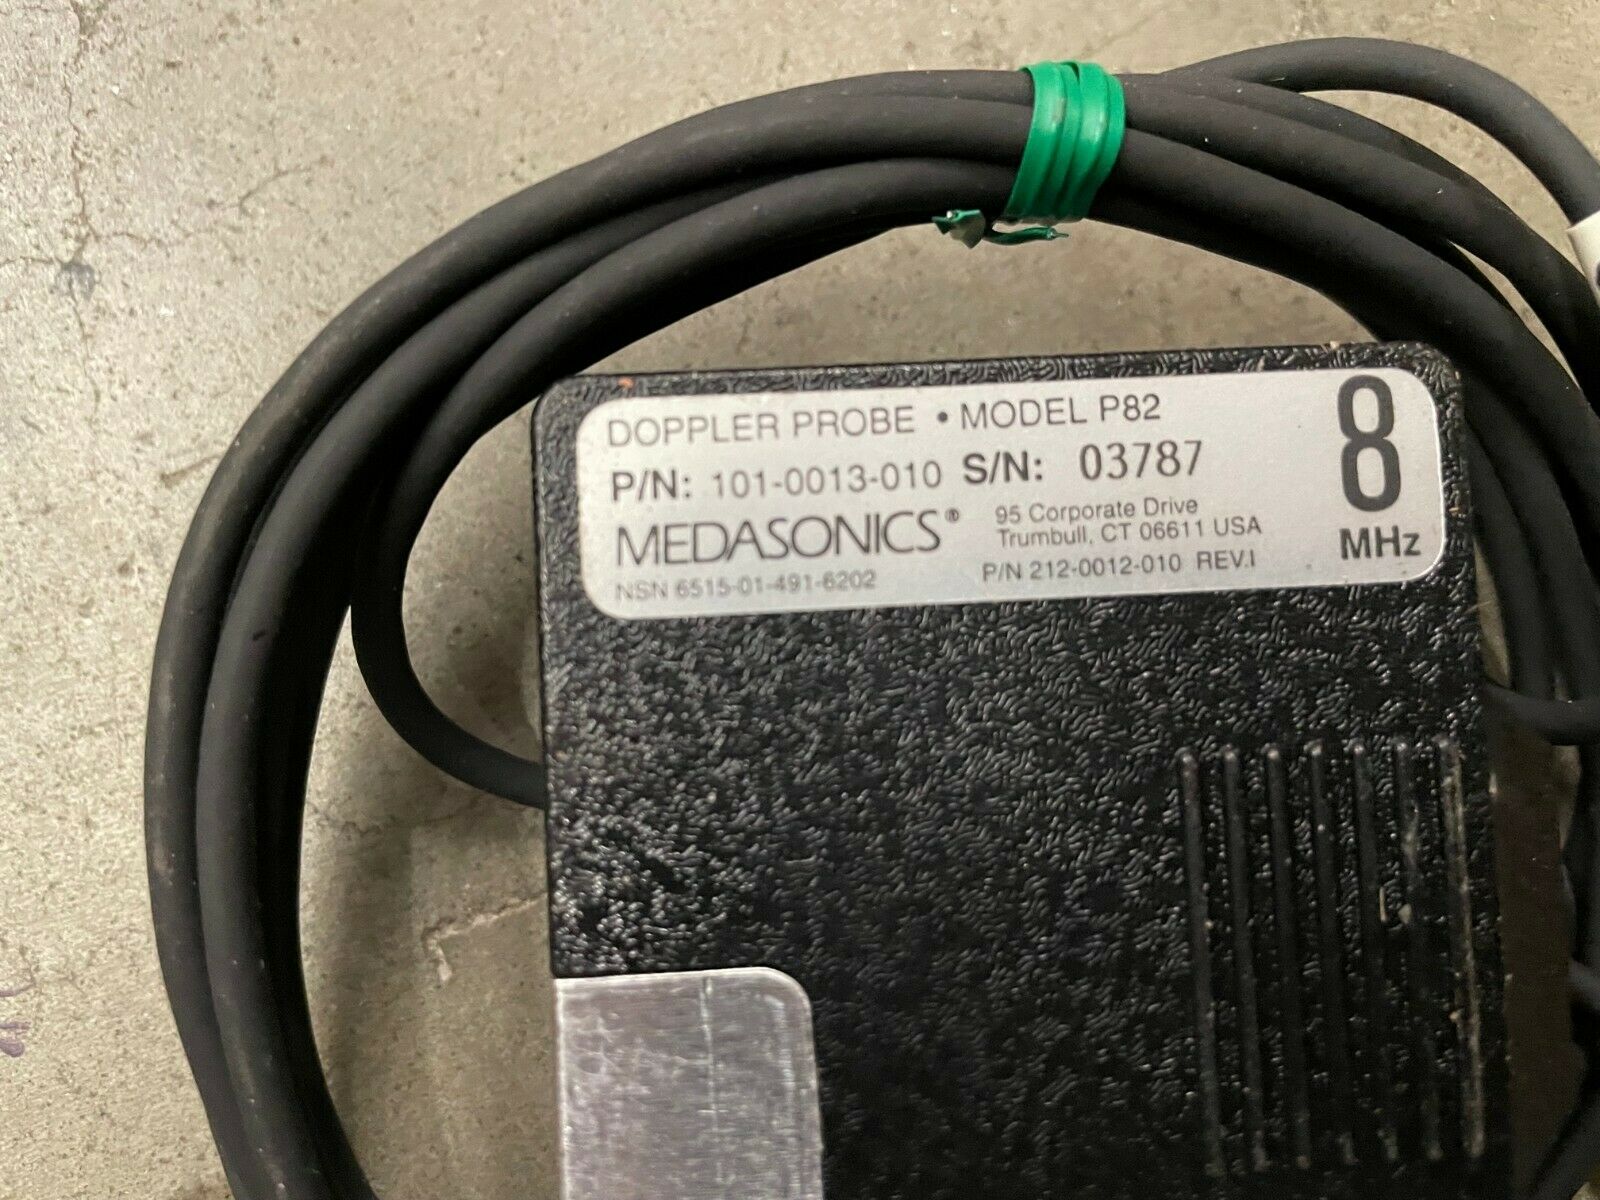 DOPPLER PROBE • MODEL P82
P/N: 101-0013-010 S/N: 03787
MEDASONICS®
95 Corporate Drive
Trumbull, CT 06611 USA
NSN 6515-01-491-6202
P/N 212-0012-010 REV.I
8
MHz